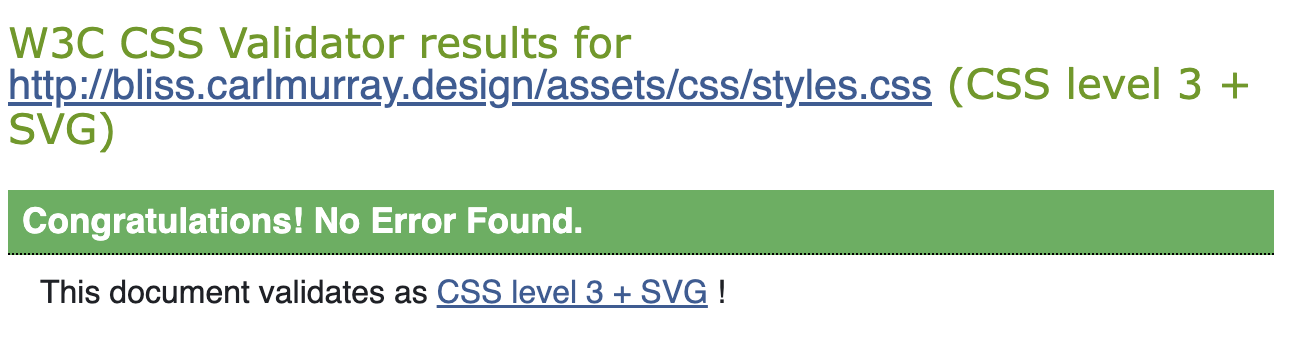 W3C CSS Validator results for
http://bliss.carlmurray.design/assets/css/styles.css (CSS level 3 +
SVG)
Congratulations! No Error Found.
This document validates as CSS level 3 + SVG !